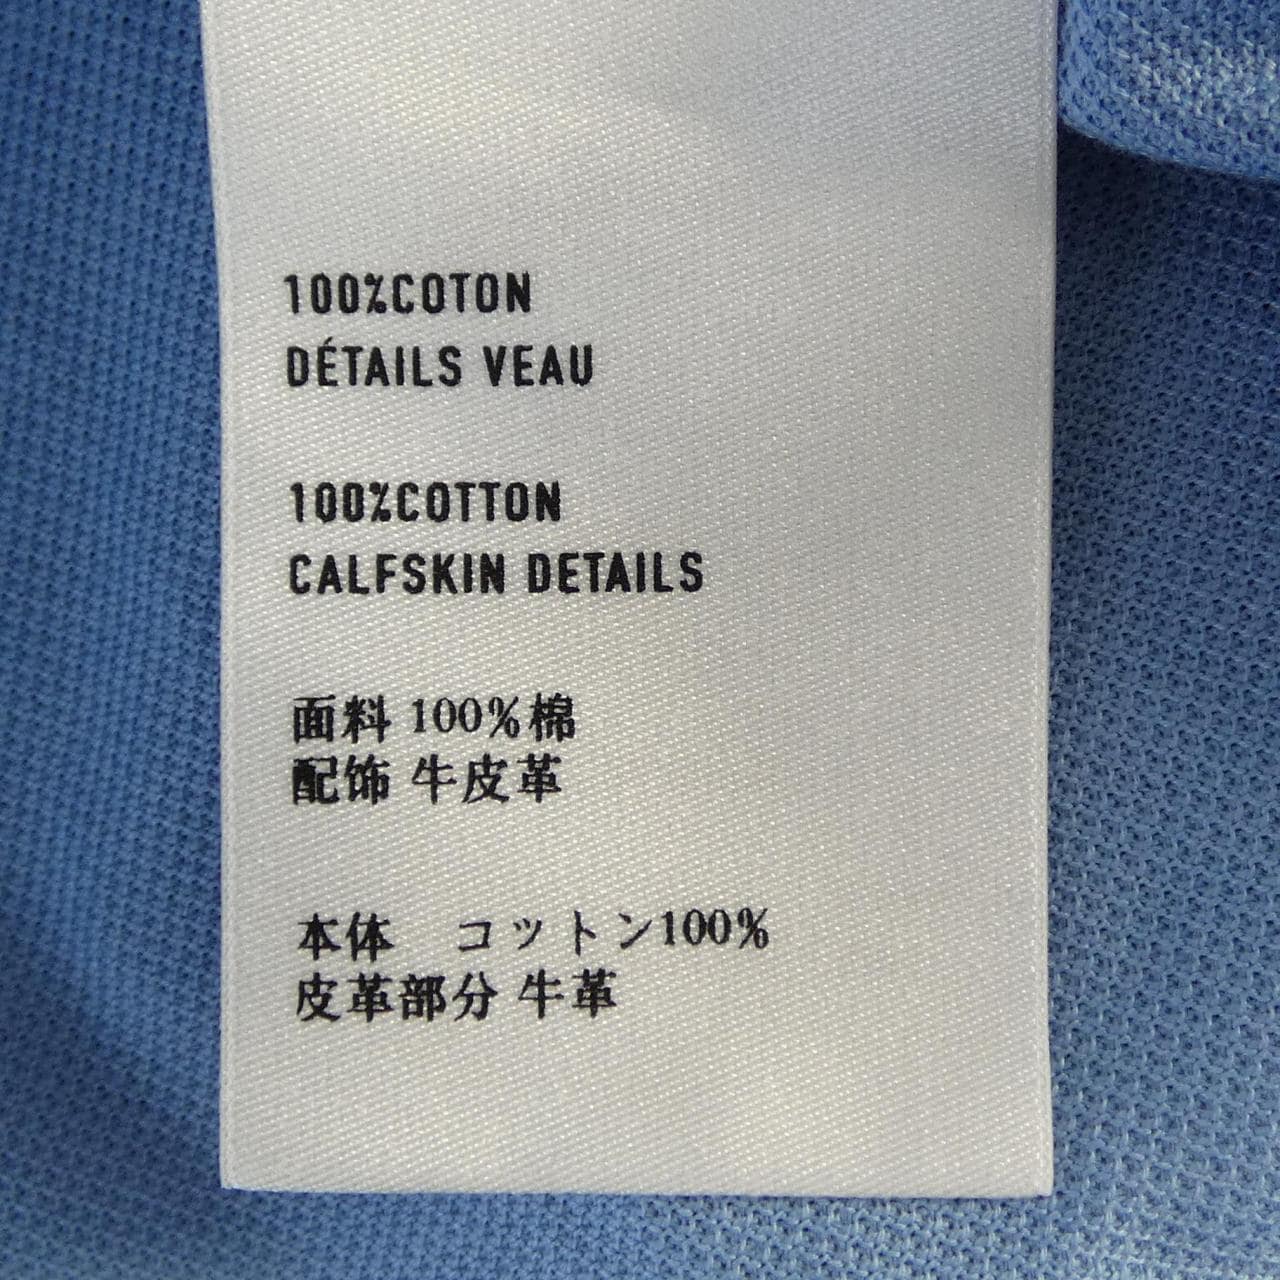 100%COTON
DÉTAILS VEAU
100%COTTON
CALFSKIN DETAILS
面料 100%棉
配饰 牛皮革
本体　コットン100%
皮革部分 牛革